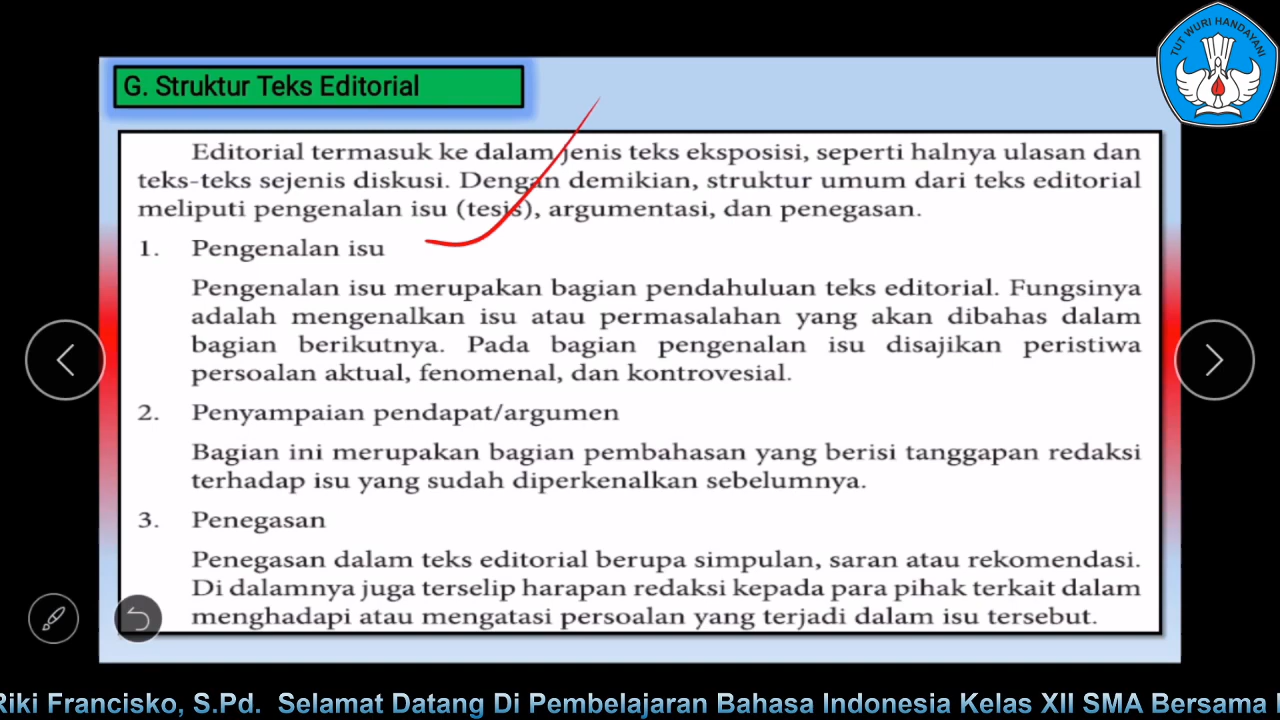 TUT WURI HANDAYANI
G. Struktur Teks Editorial
Editorial termasuk ke dalam jenis teks eksposisi, seperti halnya ulasan dan
teks-teks sejenis diskusi. Dengan demikian, struktur umum dari teks editorial
meliputi pengenalan isu (tesis), argumentasi, dan penegasan.
1. Pengenalan isu
Pengenalan isu merupakan bagian pendahuluan teks editorial. Fungsinya
adalah mengenalkan isu atau permasalahan yang akan dibahas dalam
bagian berikutnya. Pada bagian pengenalan isu disajikan peristiwa
persoalan aktual, fenomenal, dan kontrovesial.
2. Penyampaian pendapat/argumen
Bagian ini merupakan bagian pembahasan yang berisi tanggapan redaksi
terhadap isu yang sudah diperkenalkan sebelumnya.
3. Penegasan
Penegasan dalam teks editorial berupa simpulan, saran atau rekomendasi.
Di dalamnya juga terselip harapan redaksi kepada para pihak terkait dalam
menghadapi atau mengatasi persoalan yang terjadi dalam isu tersebut.
Riki Francisko, S.Pd. Selamat Datang Di Pembelajaran Bahasa Indonesia Kelas XII SMA Bersama